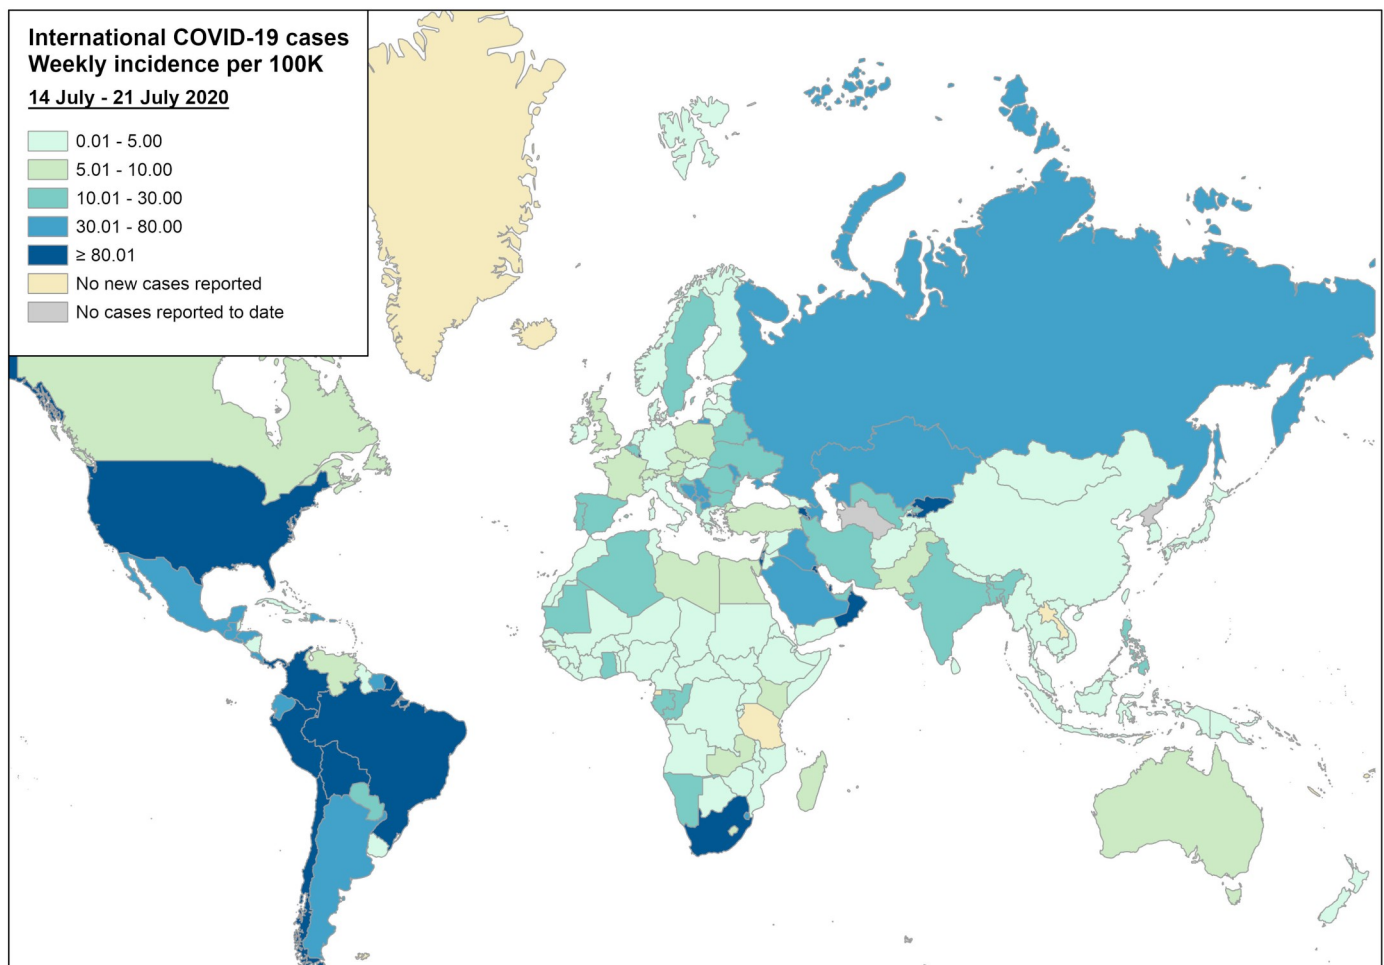 International COVID-19 cases
Weekly incidence per 100K
14 July - 21 July 2020
0.01 - 5.00
5.01 - 10.00
10.01 - 30.00
30.01 - 80.00
≥ 80.01
No new cases reported
No cases reported to date